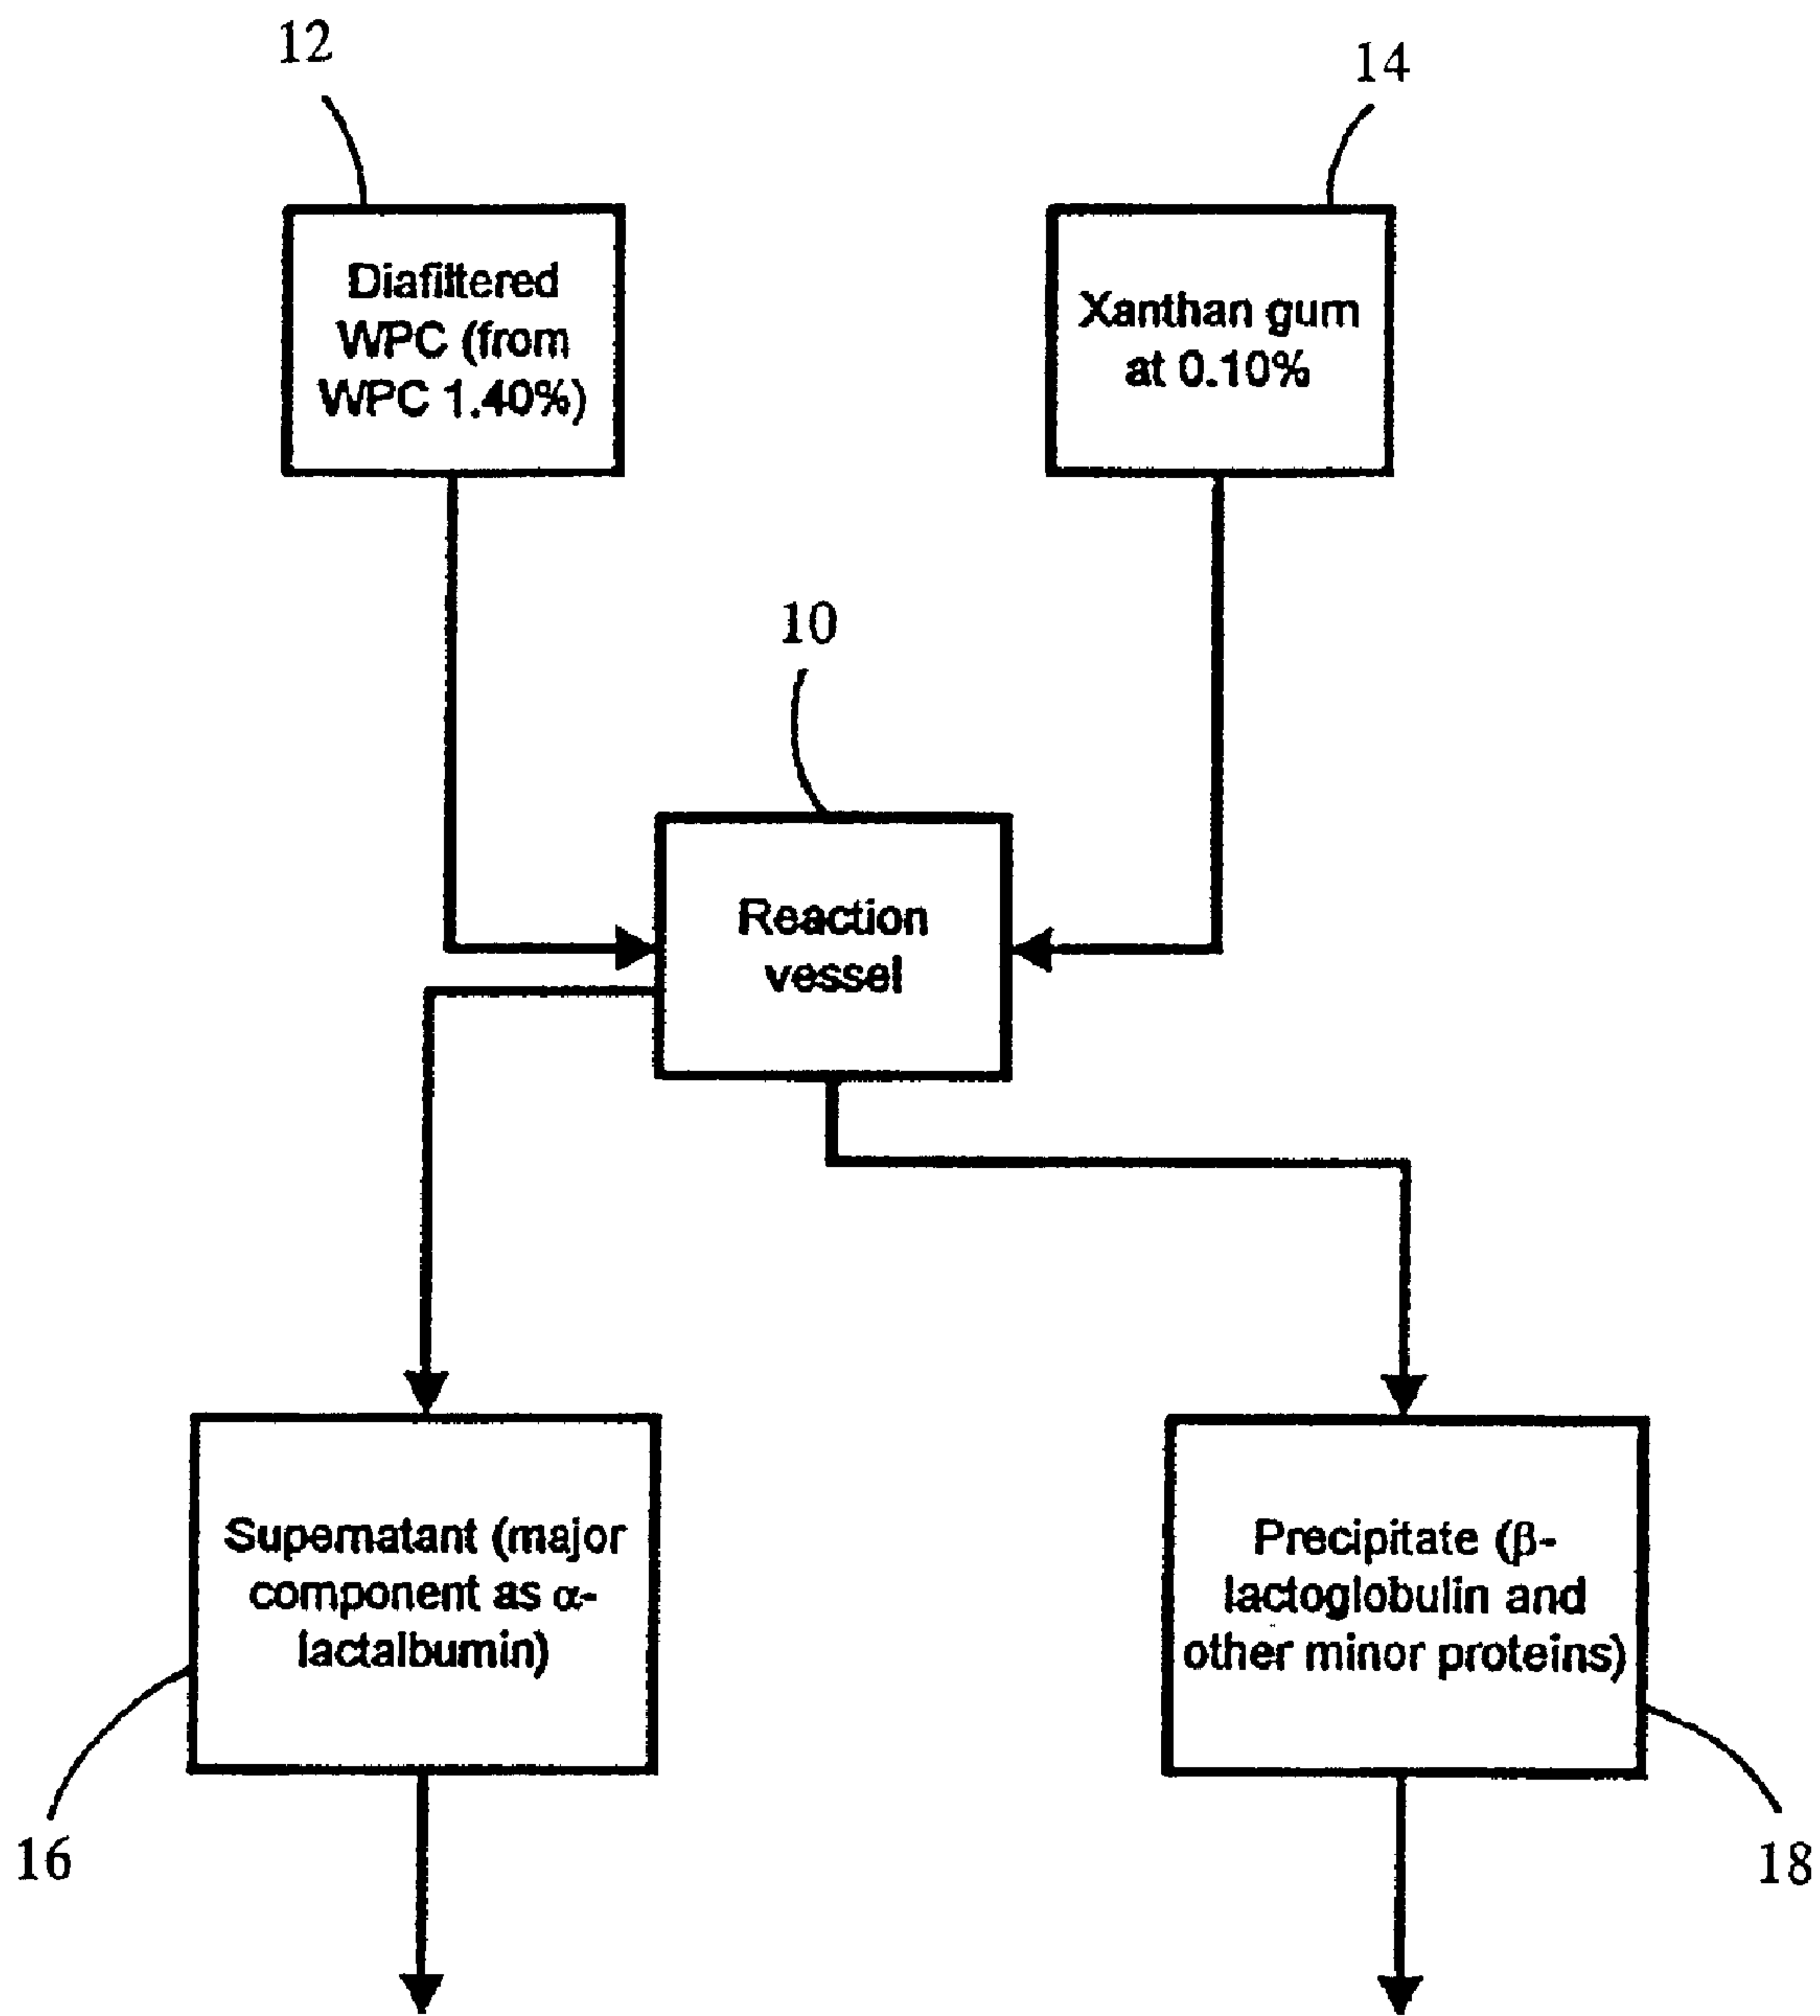 12
14
Diafiltered
WPC (from
WPC 1.40%)
Xanthan gum
at 0.10%
10
Reaction
vessel
Supernatant (major
component as α-
lactalbumin)
Precipitate (β-
lactoglobulin and
other minor proteins)
16
18